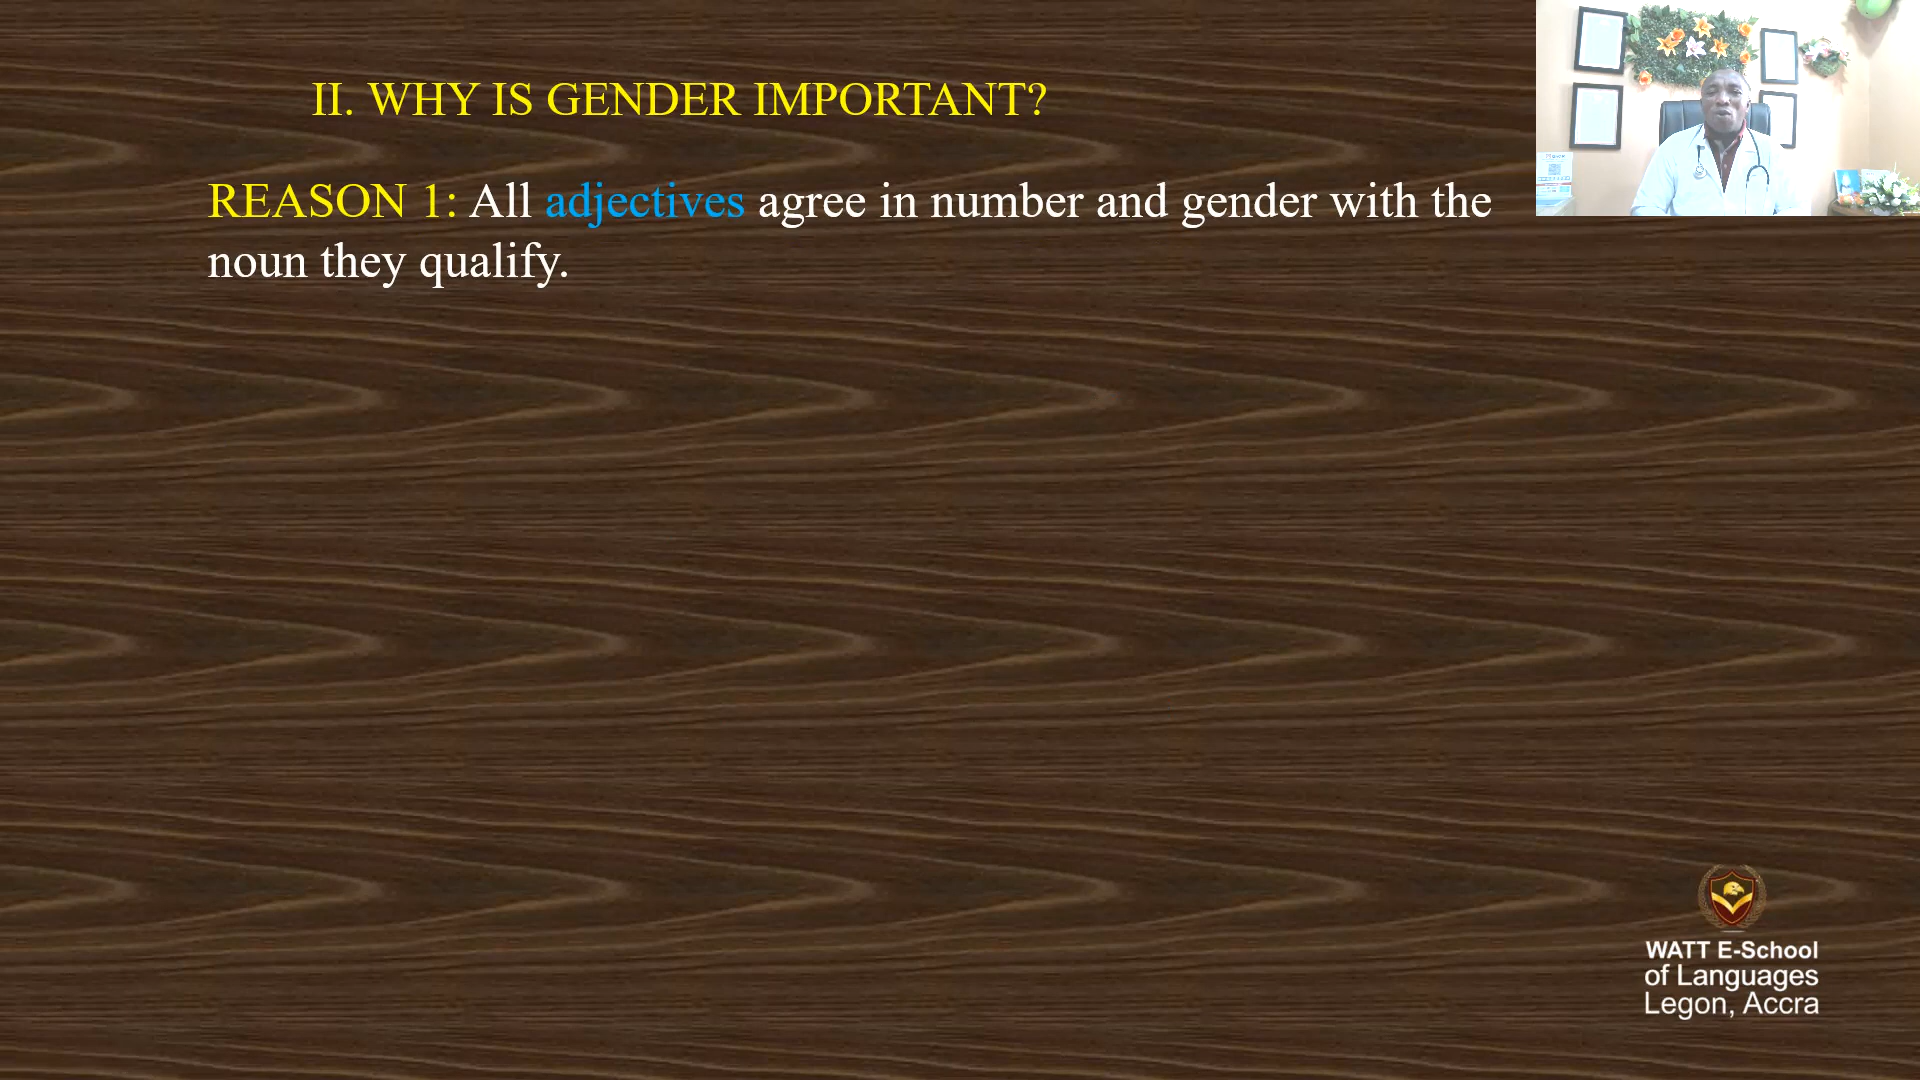 II. WHY IS GENDER IMPORTANT?
REASON 1: All adjectives agree in number and gender with the
noun they qualify.
WATT E-School
of Languages
Legon, Accra